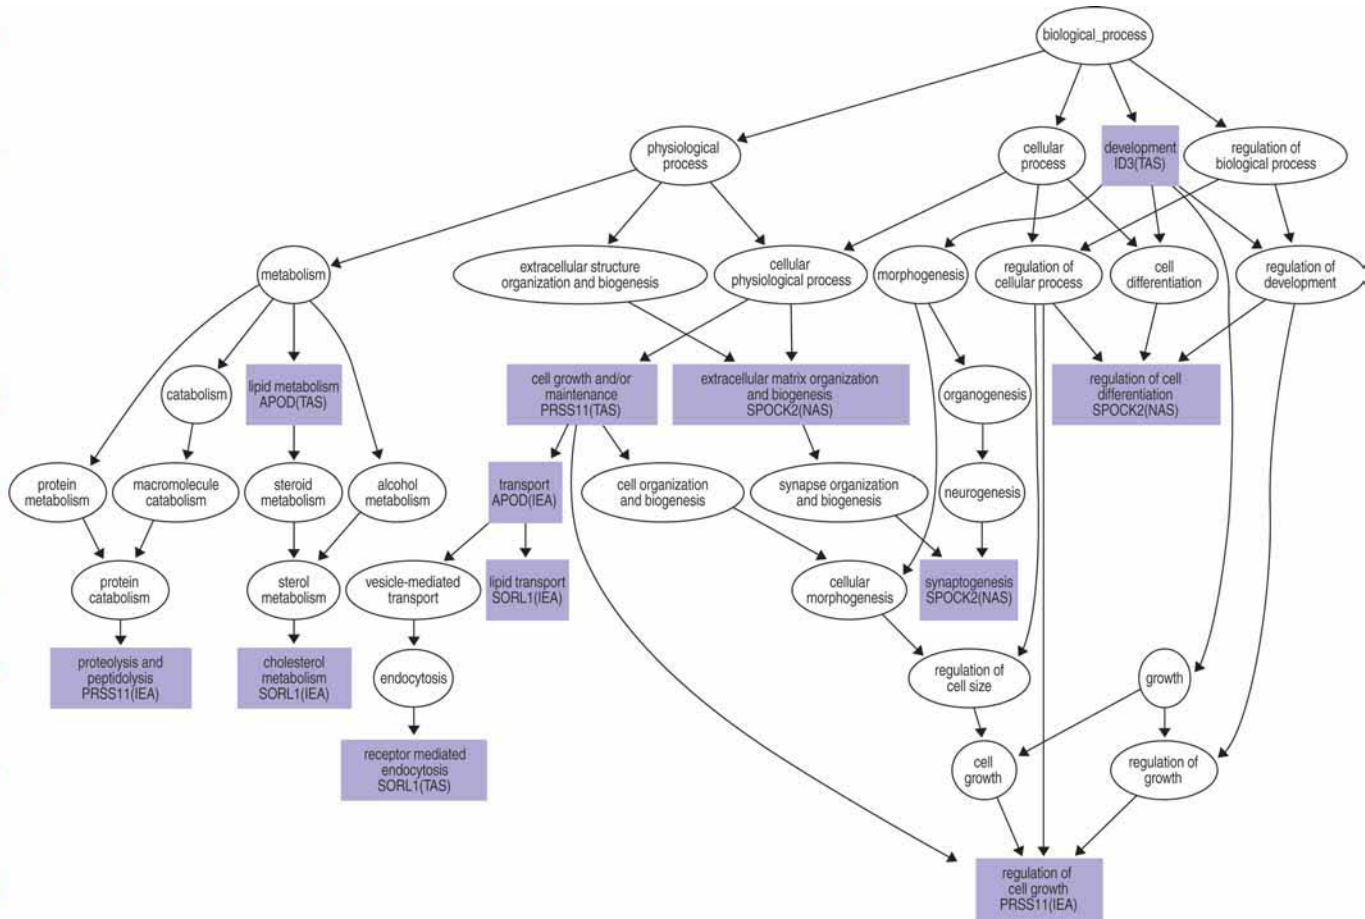 biological_process
physiological
process
cellular
process
development
ID3(TAS)
regulation of
biological process
metabolism
extracellular structure
organization and biogenesis
cellular
physiological process
morphogenesis
regulation of
cellular process
cell
differentiation
regulation of
development
catabolism
lipid metabolism
APOD(TAS)
cell growth and/or
maintenance
PRSS11(TAS)
extracellular matrix organization
and biogenesis
SPOCK2(NAS)
organogenesis
regulation of cell
differentiation
SPOCK2(NAS)
protein
metabolism
macromolecule
catabolism
steroid
metabolism
alcohol
metabolism
transport
APOD(IEA)
cell organization
and biogenesis
synapse organization
and biogenesis
neurogenesis
protein
catabolism
sterol
metabolism
vesicle-mediated
transport
lipid transport
SORL1(IEA)
cellular
morphogenesis
synaptogenesis
SPOCK2(NAS)
proteolysis and
peptidolysis
PRSS11(IEA)
cholesterol
metabolism
SORL1(IEA)
endocytosis
regulation of
cell size
growth
receptor mediated
endocytosis
SORL1(TAS)
cell
growth
regulation of
growth
regulation of
cell growth
PRSS11(IEA)